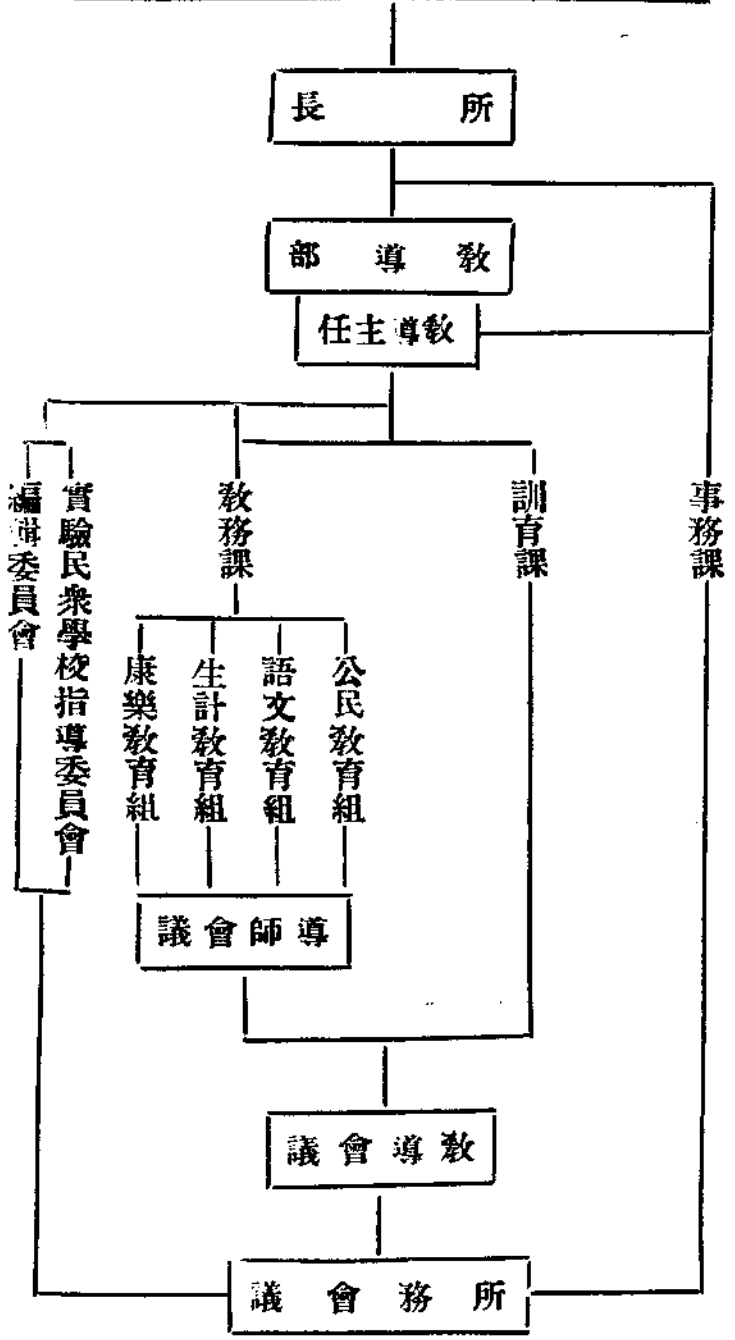 所長
教導部
教導主任
事務課
訓育課
教務課
實驗民衆學校指導委員會
編輯委員會
公民教育組
語文教育組
生計教育組
康樂教育組
導師會議
教導會議
所務會議